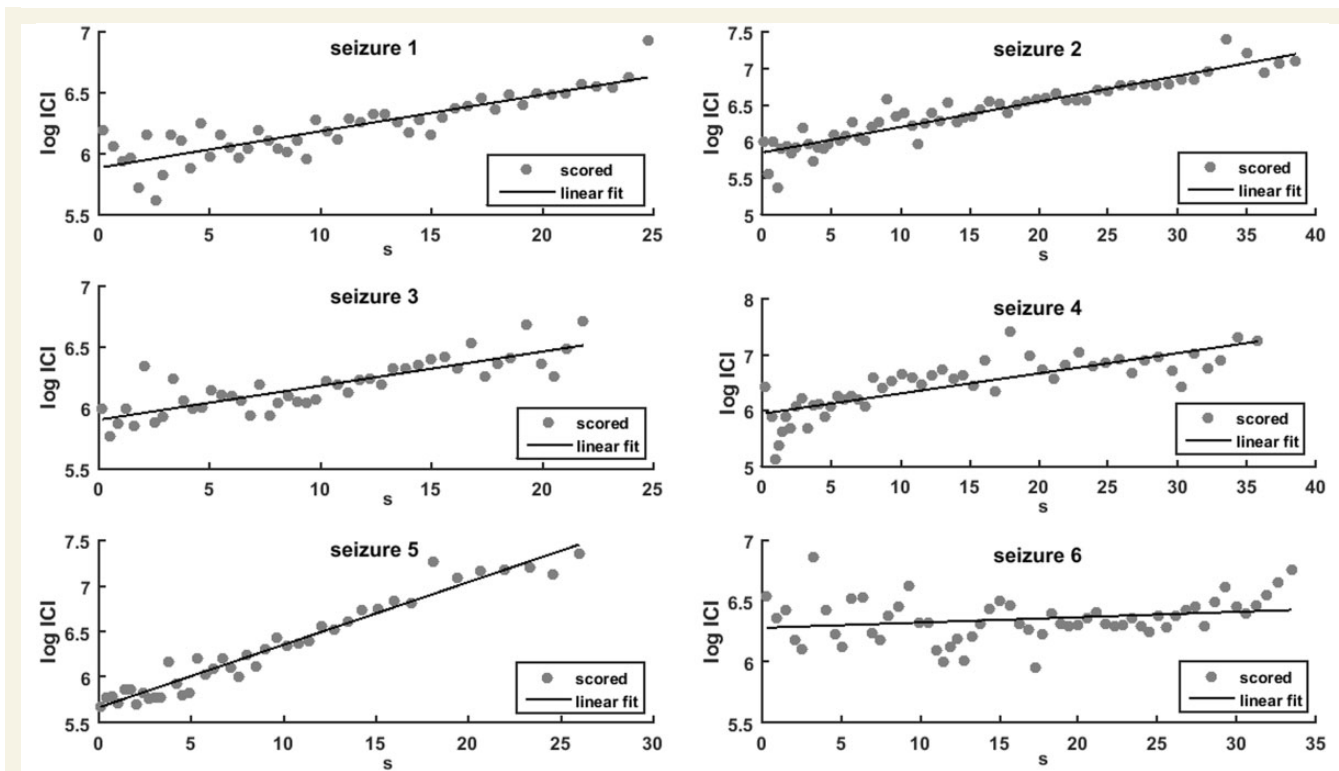 seizure 1
log ICI
7
6.5
6
5.5
scored
linear fit
0 5 10 15 20 25
s
seizure 2
log ICI
7.5
7
6.5
6
5.5
5
scored
linear fit
0 5 10 15 20 25 30 35 40
s
seizure 3
log ICI
7
6.5
6
5.5
scored
linear fit
0 5 10 15 20 25
s
seizure 4
log ICI
8
7
6
5
scored
linear fit
0 5 10 15 20 25 30 35 40
s
seizure 5
log ICI
7.5
7
6.5
6
5.5
scored
linear fit
0 5 10 15 20 25 30
s
seizure 6
log ICI
7
6.5
6
5.5
scored
linear fit
0 5 10 15 20 25 30 35
s